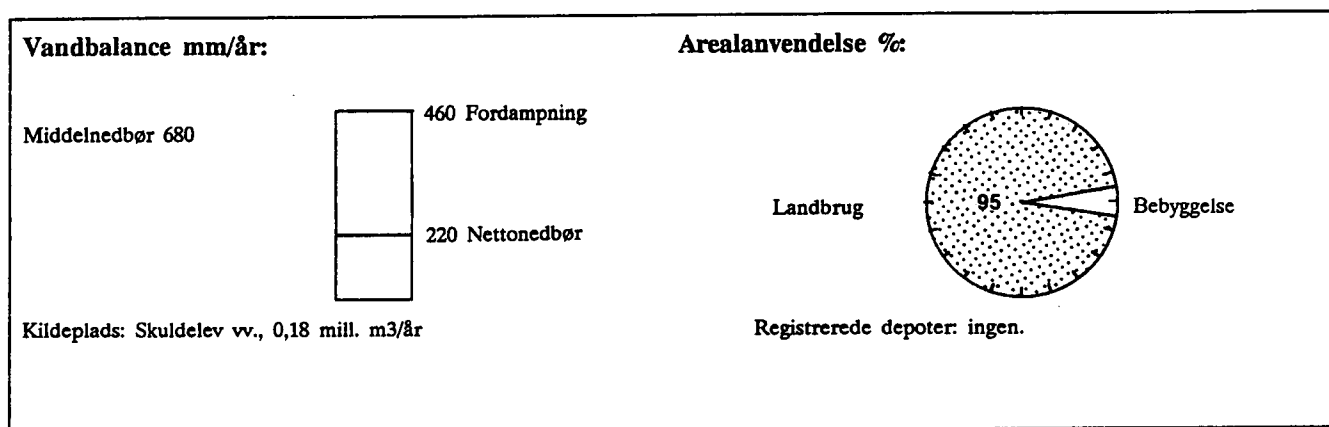 Vandbalance mm/år:
Middelnedbør 680
460 Fordampning
220 Nettonedbør
Kildeplads: Skuldelev vv., 0,18 mill. m3/år
Arealanvendelse %:
Landbrug
95
Bebyggelse
Registrerede depoter: ingen.